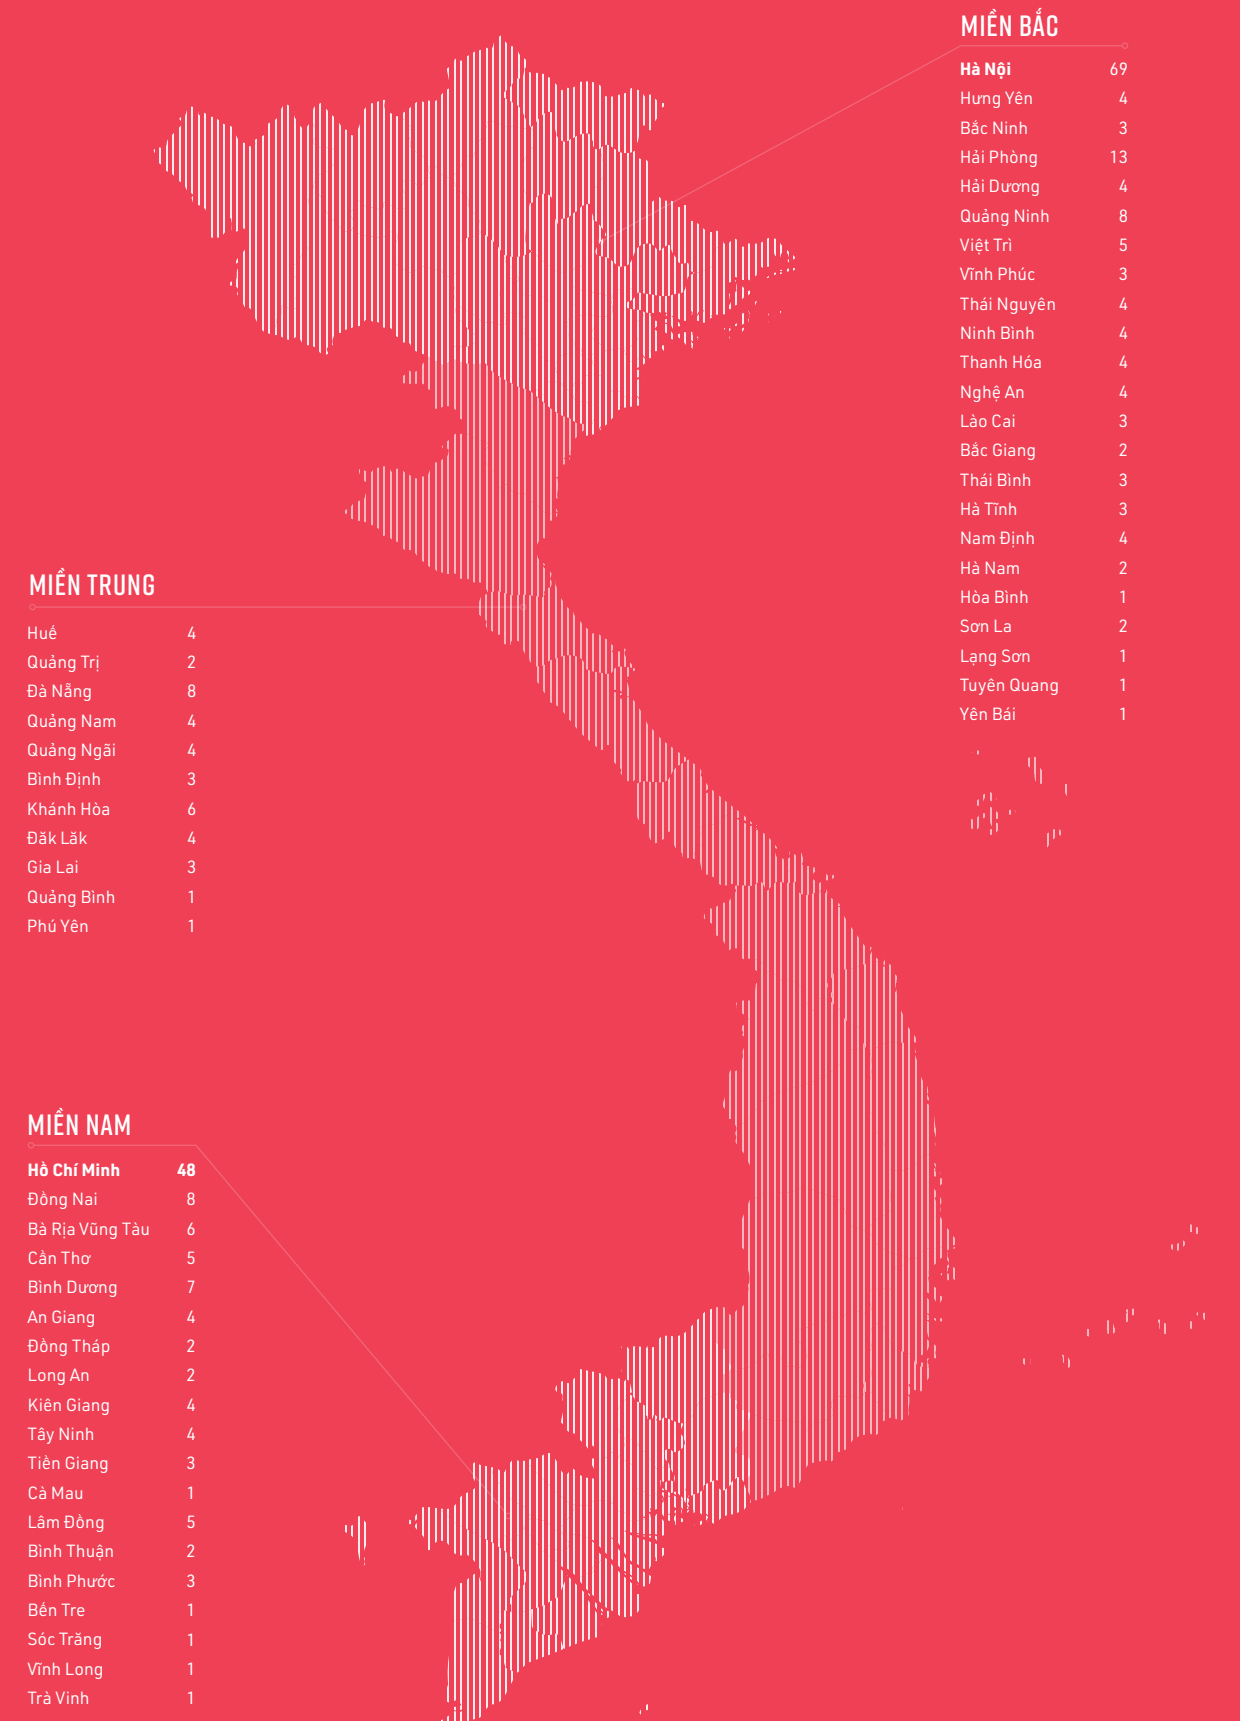 MIỀN BẮC
Hà Nội 69
Hưng Yên 4
Bắc Ninh 3
Hải Phòng 13
Hải Dương 4
Quảng Ninh 8
Việt Trì 5
Vĩnh Phúc 3
Thái Nguyên 4
Ninh Bình 4
Thanh Hóa 4
Nghệ An 4
Lào Cai 3
Bắc Giang 2
Thái Bình 3
Hà Tĩnh 3
Nam Định 4
Hà Nam 2
Hòa Bình 1
Sơn La 2
Lạng Sơn 1
Tuyên Quang 1
Yên Bái 1
MIỀN TRUNG
Huế 4
Quảng Trị 2
Đà Nẵng 8
Quảng Nam 4
Quảng Ngãi 4
Bình Định 3
Khánh Hòa 6
Đăk Lăk 4
Gia Lai 3
Quảng Bình 1
Phú Yên 1
MIỀN NAM
Hồ Chí Minh 48
Đồng Nai 8
Bà Rịa Vũng Tàu 6
Cần Thơ 5
Bình Dương 7
An Giang 4
Đồng Tháp 2
Long An 2
Kiên Giang 4
Tây Ninh 4
Tiền Giang 3
Cà Mau 1
Lâm Đồng 5
Bình Thuận 2
Bình Phước 3
Bến Tre 1
Sóc Trăng 1
Vĩnh Long 1
Trà Vinh 1